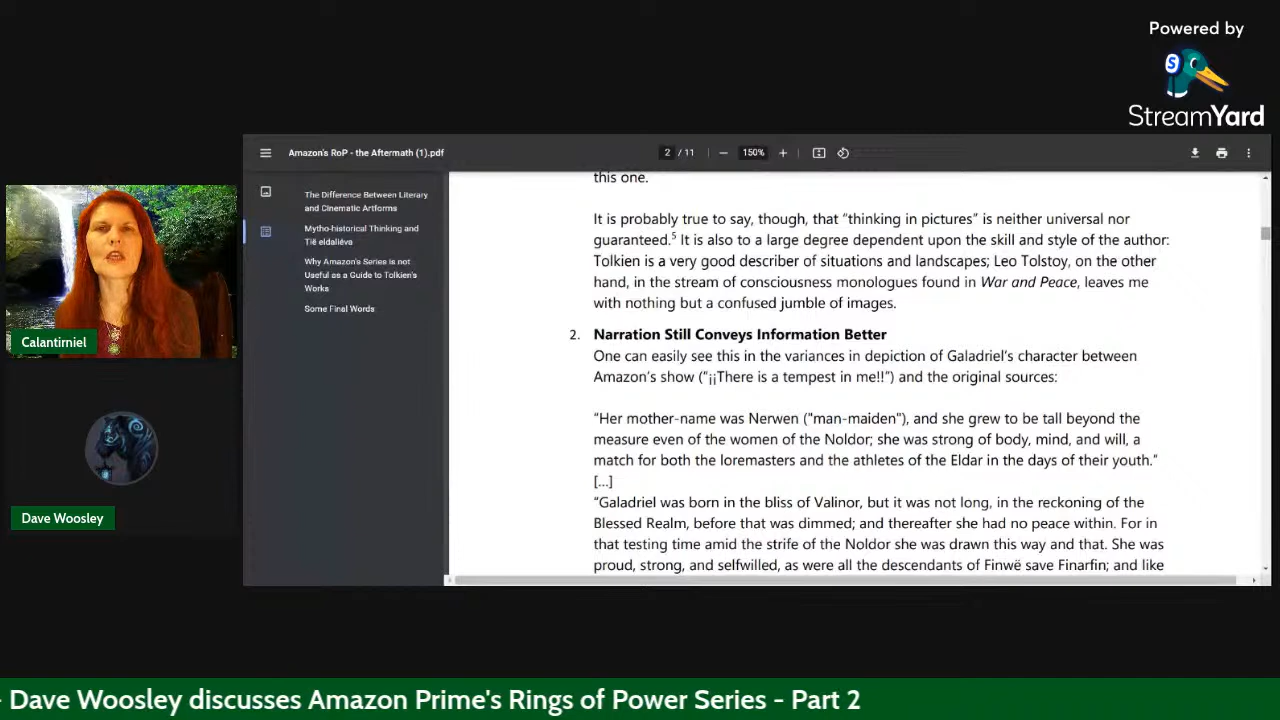 Powered by
S
StreamYard
Amazon's RoP - the Aftermath (1).pdf
2 / 11
150%
The Difference Between Literary
and Cinematic Artforms
Mytho-historical Thinking and
Tië eldaliéva
Why Amazon's Series is not
Useful as a Guide to Tolkien's
Works
Some Final Words
this one.
It is probably true to say, though, that "thinking in pictures" is neither universal nor
guaranteed.⁵ It is also to a large degree dependent upon the skill and style of the author:
Tolkien is a very good describer of situations and landscapes; Leo Tolstoy, on the other
hand, in the stream of consciousness monologues found in War and Peace, leaves me
with nothing but a confused jumble of images.
2. Narration Still Conveys Information Better
One can easily see this in the variances in depiction of Galadriel's character between
Amazon's show ("¡¡There is a tempest in me!!") and the original sources:
"Her mother-name was Nerwen ("man-maiden"), and she grew to be tall beyond the
measure even of the women of the Noldor; she was strong of body, mind, and will, a
match for both the loremasters and the athletes of the Eldar in the days of their youth."
[...]
"Galadriel was born in the bliss of Valinor, but it was not long, in the reckoning of the
Blessed Realm, before that was dimmed; and thereafter she had no peace within. For in
that testing time amid the strife of the Noldor she was drawn this way and that. She was
proud, strong, and selfwilled, as were all the descendants of Finwë save Finarfin; and like
Calantirniel
Dave Woosley
- Dave Woosley discusses Amazon Prime's Rings of Power Series - Part 2